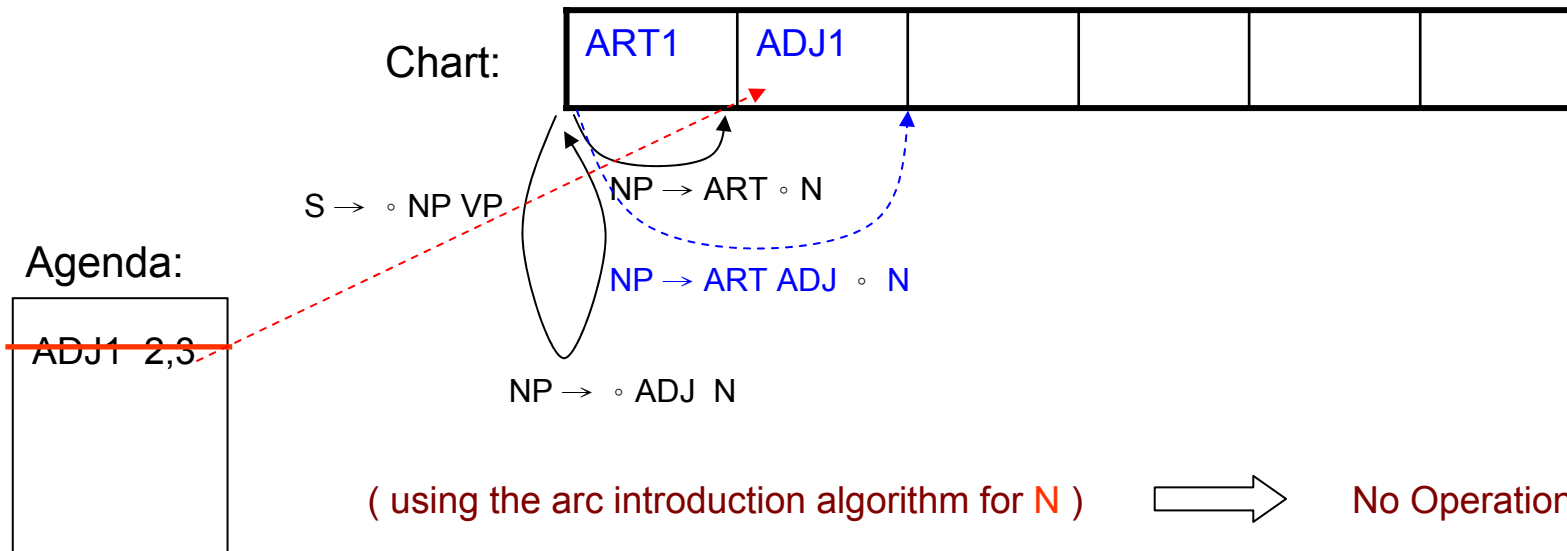 Chart:
ART1
ADJ1
NP → ART ∘ N
S → ∘ NP VP
Agenda:
NP → ART ADJ ∘ N
ADJ1 2,3
NP → ∘ ADJ N
( using the arc introduction algorithm for N )
No Operation